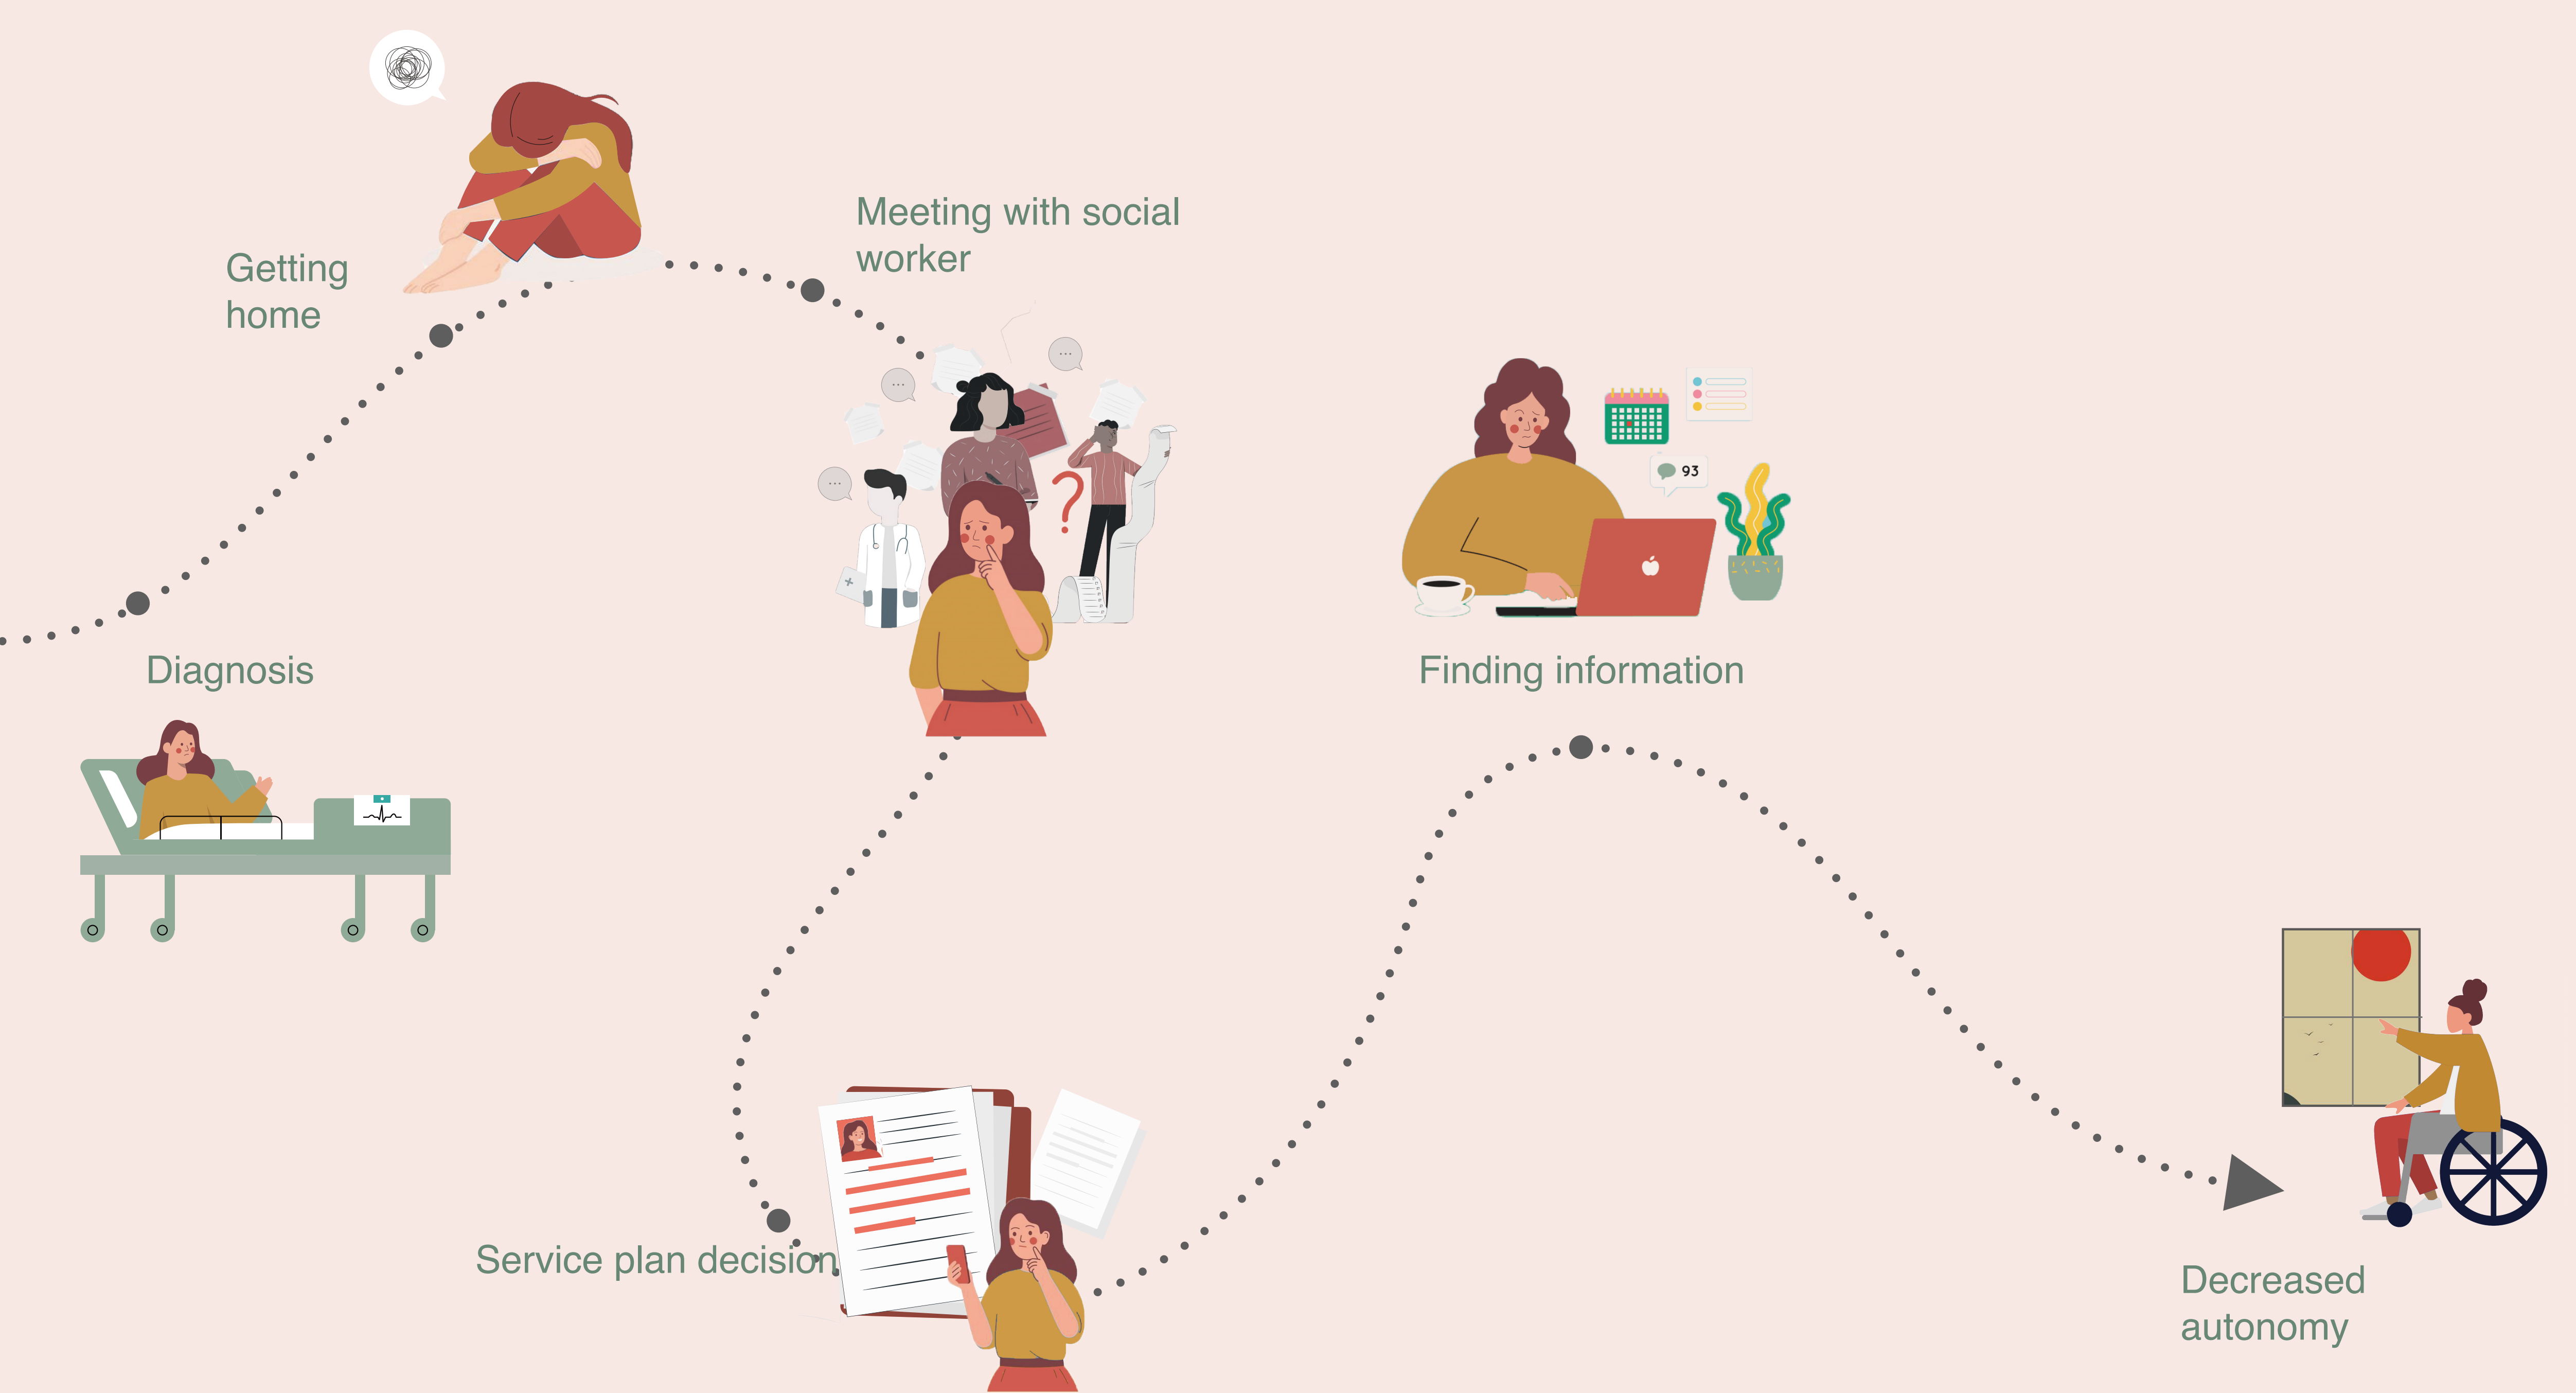 Getting
home
Meeting with social
worker
93
Diagnosis
Finding information
Service plan decision
Decreased
autonomy